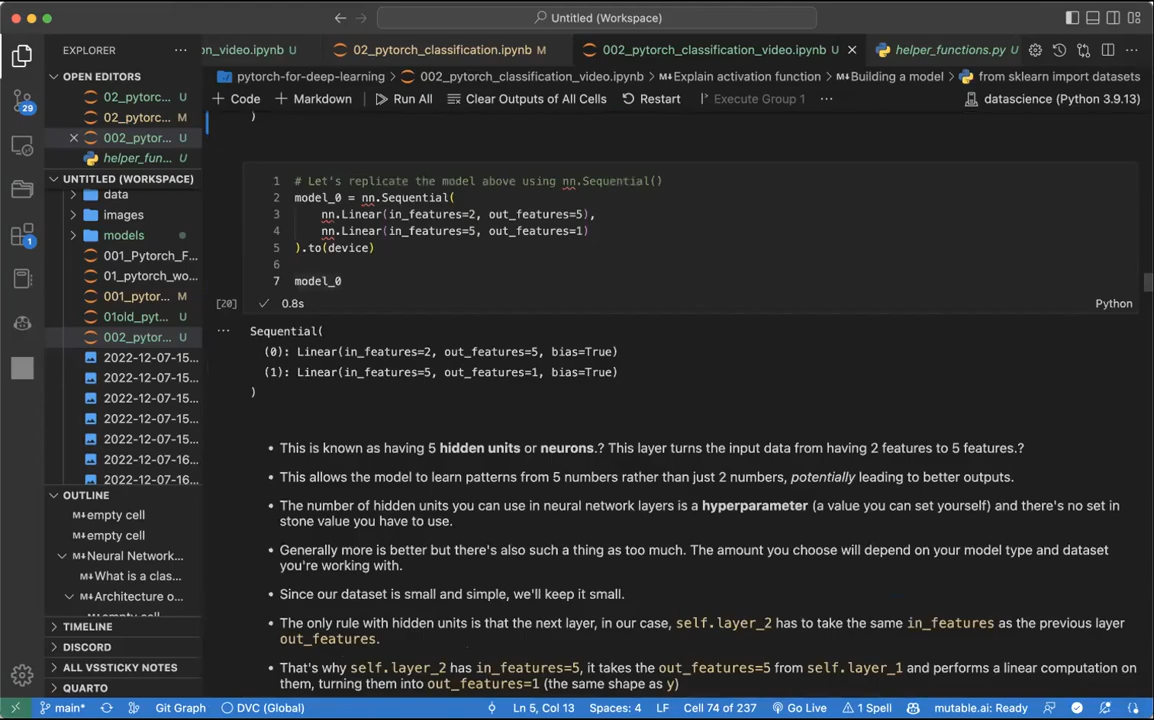 Untitled (Workspace)
EXPLORER
on_video.ipynb U
02_pytorch_classification.ipynb M
002_pytorch_classification_video.ipynb U
helper_functions.py U
OPEN EDITORS
pytorch-for-deep-learning > 002_pytorch_classification_video.ipynb > M↓Explain activation function > M↓Building a model > from sklearn import datasets
02_pytorc... U
+ Code + Markdown Run All Clear Outputs of All Cells Restart Execute Group 1 ... datascience (Python 3.9.13)
02_pytorc... M
)
002_pytor... U
helper_fun... U
UNTITLED (WORKSPACE)
data
images
models
001_Pytorch_F...
01_pytorch_wo...
001_pytor... M
01old_pyt... U
002_pytor... U
2022-12-07-15...
2022-12-07-15...
2022-12-07-15...
2022-12-07-15...
2022-12-07-15...
2022-12-07-16...
2022-12-07-16...
OUTLINE
empty cell
empty cell
M↓Neural Network...
M↓What is a clas...
M↓Architecture o...
empty cell
TIMELINE
DISCORD
ALL VSSTICKY NOTES
QUARTO
29
1
1 # Let's replicate the model above using nn.Sequential()
2 model_0 = nn.Sequential(
3 nn.Linear(in_features=2, out_features=5),
4 nn.Linear(in_features=5, out_features=1)
5 ).to(device)
6
7 model_0
[20] 0.8s Python
... Sequential(
(0): Linear(in_features=2, out_features=5, bias=True)
(1): Linear(in_features=5, out_features=1, bias=True)
)
• This is known as having 5 hidden units or neurons.? This layer turns the input data from having 2 features to 5 features.?
• This allows the model to learn patterns from 5 numbers rather than just 2 numbers, potentially leading to better outputs.
• The number of hidden units you can use in neural network layers is a hyperparameter (a value you can set yourself) and there's no set in
stone value you have to use.
• Generally more is better but there's also such a thing as too much. The amount you choose will depend on your model type and dataset
you're working with.
• Since our dataset is small and simple, we'll keep it small.
• The only rule with hidden units is that the next layer, in our case, self.layer_2 has to take the same in_features as the previous layer
out_features.
• That's why self.layer_2 has in_features=5, it takes the out_features=5 from self.layer_1 and performs a linear computation on
them, turning them into out_features=1 (the same shape as y)
main* Git Graph DVC (Global) Ln 5, Col 13 Spaces: 4 LF Cell 74 of 237 Go Live 1 Spell mutable.ai: Ready